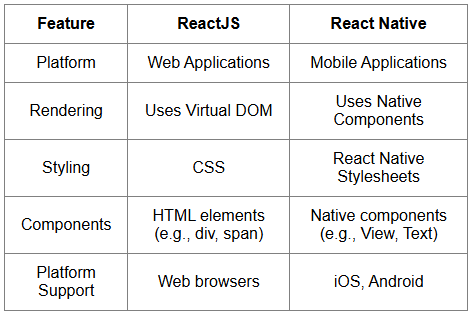 Feature ReactJS React Native
Platform Web Applications Mobile Applications
Rendering Uses Virtual DOM Uses Native
Components
Styling CSS React Native
Stylesheets
Components HTML elements
(e.g., div, span) Native components
(e.g., View, Text)
Platform
Support Web browsers iOS, Android